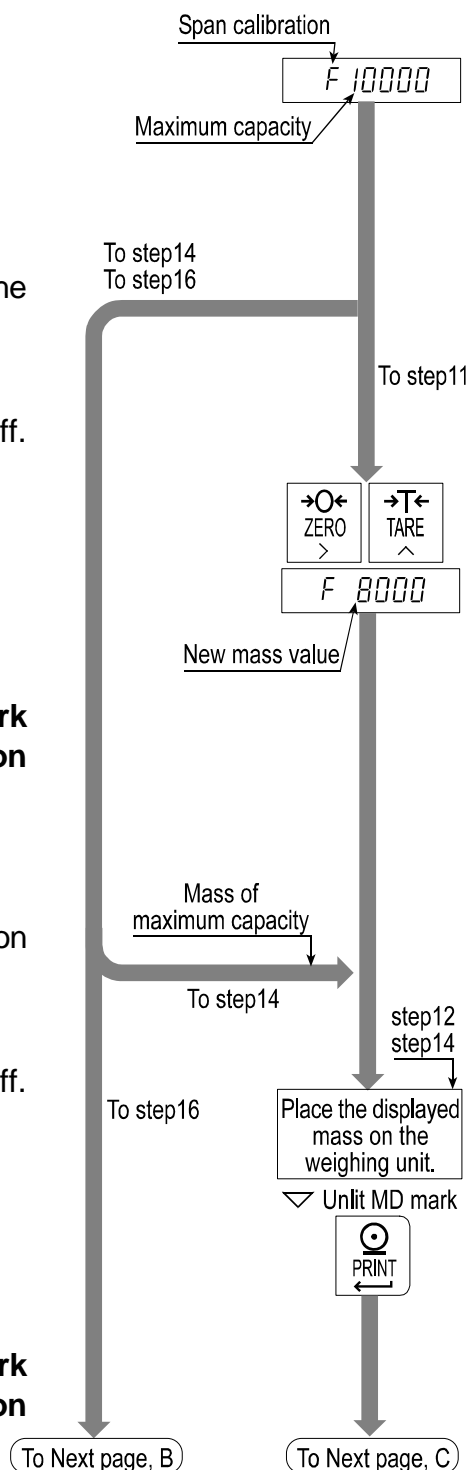 Span calibration
F 10000
Maximum capacity
To step14
To step16
ne
To step11
ff.
→O← →T←
ZERO TARE
> ^
F 8000
New mass value
rk
on
Mass of
maximum capacity
on
To step14
step12
step14
ff.
To step16
Place the displayed
mass on the
weighing unit.
▽ Unlit MD mark
PRINT
rk
on
To Next page, B
To Next page, C